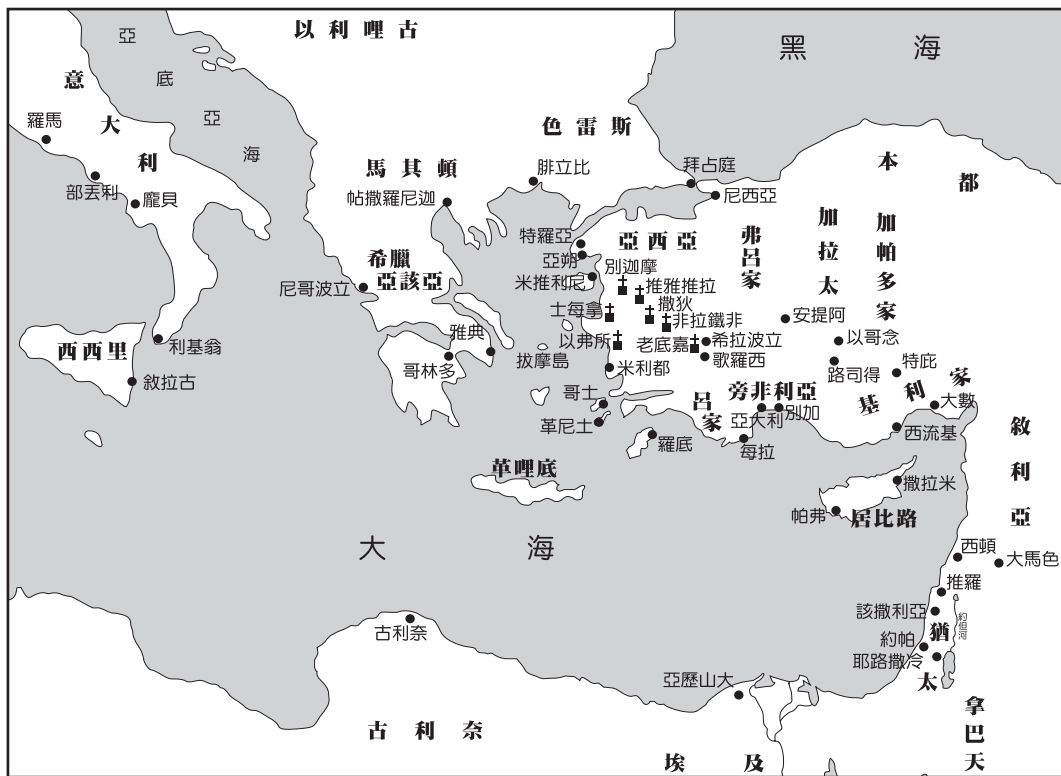 以利哩古
黑海
亞底亞海
意大利
羅馬
色雷斯
部丟利
龐貝
馬其頓
腓立比
拜占庭
尼西亞
本都
帖撒羅尼迦
特羅亞
亞西亞
弗呂家
加拉太
加帕多家
希臘
亞該亞
亞朔
別迦摩
尼哥波立
米推利尼
推雅推拉
撒狄
士每拿
非拉鐵非
安提阿
西西里
利基翁
雅典
以弗所
老底嘉
希拉波立
以哥念
敘拉古
哥林多
拔摩島
米利都
歌羅西
路司得
特庇
哥士
呂家
旁非利亞
基利家
大數
革尼士
亞大利
別加
羅底
每拉
西流基
敘利亞
革哩底
撒拉米
帕弗
居比路
大海
西頓
大馬色
推羅
該撒利亞
約但河
古利奈
約帕
猶太
耶路撒冷
亞歷山大
古利奈
埃及
拿巴天